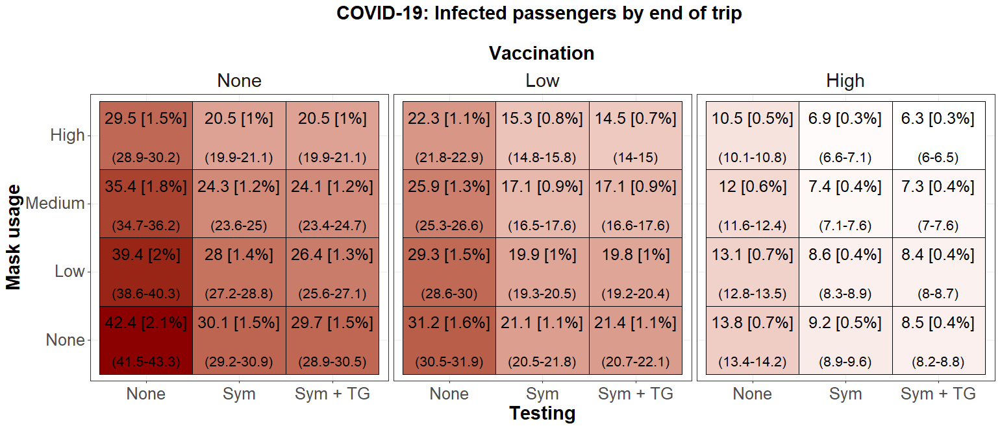 COVID-19: Infected passengers by end of trip
Vaccination
None Low High
29.5 [1.5%] 20.5 [1%] 20.5 [1%] 22.3 [1.1%] 15.3 [0.8%] 14.5 [0.7%] 10.5 [0.5%] 6.9 [0.3%] 6.3 [0.3%]
High
(28.9-30.2) (19.9-21.1) (19.9-21.1) (21.8-22.9) (14.8-15.8) (14-15) (10.1-10.8) (6.6-7.1) (6-6.5)
35.4 [1.8%] 24.3 [1.2%] 24.1 [1.2%] 25.9 [1.3%] 17.1 [0.9%] 17.1 [0.9%] 12 [0.6%] 7.4 [0.4%] 7.3 [0.4%]
Medium
(34.7-36.2) (23.6-25) (23.4-24.7) (25.3-26.6) (16.5-17.6) (16.6-17.6) (11.6-12.4) (7.1-7.6) (7-7.6)
Mask usage
39.4 [2%] 28 [1.4%] 26.4 [1.3%] 29.3 [1.5%] 19.9 [1%] 19.8 [1%] 13.1 [0.7%] 8.6 [0.4%] 8.4 [0.4%]
Low
(38.6-40.3) (27.2-28.8) (25.6-27.1) (28.6-30) (19.3-20.5) (19.2-20.4) (12.8-13.5) (8.3-8.9) (8-8.7)
42.4 [2.1%] 30.1 [1.5%] 29.7 [1.5%] 31.2 [1.6%] 21.1 [1.1%] 21.4 [1.1%] 13.8 [0.7%] 9.2 [0.5%] 8.5 [0.4%]
None
(41.5-43.3) (29.2-30.9) (28.9-30.5) (30.5-31.9) (20.5-21.8) (20.7-22.1) (13.4-14.2) (8.9-9.6) (8.2-8.8)
None Sym Sym + TG None Sym Sym + TG None Sym Sym + TG
Testing